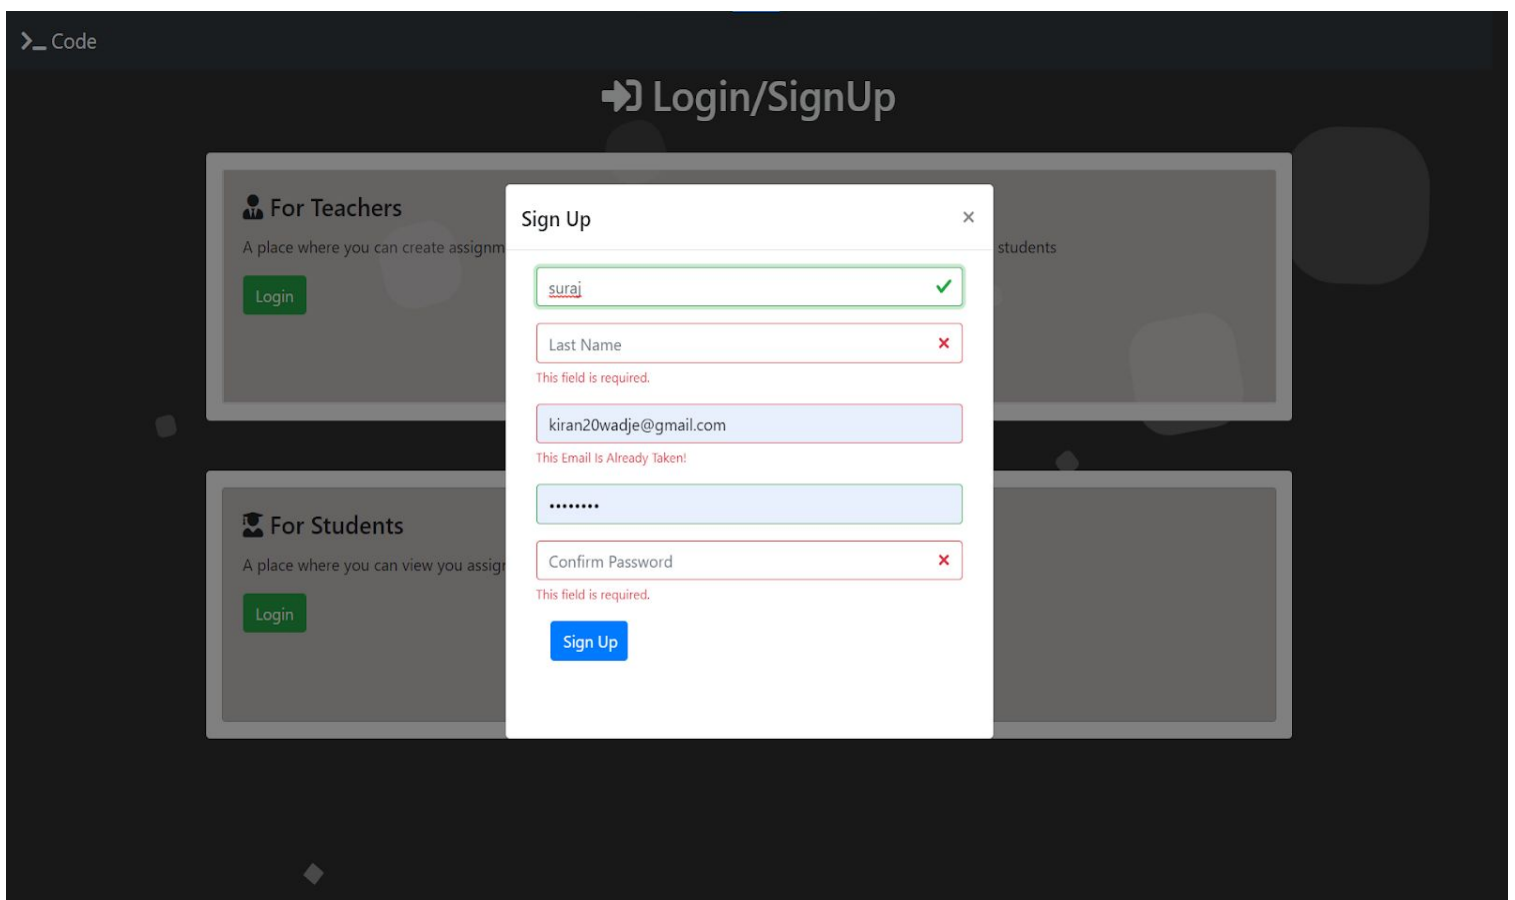 Code
Login/SignUp
For Teachers
A place where you can create assignm
students
Login
For Students
A place where you can view you assign
Login
Sign Up
×
suraj
Last Name
This field is required.
kiran20wadje@gmail.com
This Email Is Already Taken!
••••••••
Confirm Password
This field is required.
Sign Up